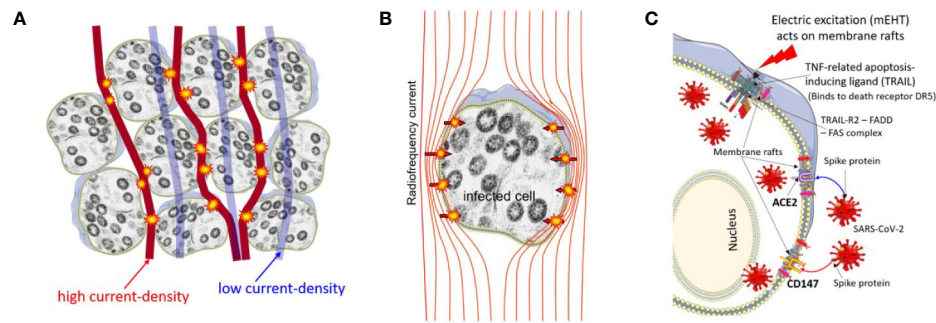 A
high current-density
low current-density
B
Radiofrequency current
infected cell
C
Electric excitation (mEHT)
acts on membrane rafts
TNF-related apoptosis-
inducing ligand (TRAIL)
(Binds to death receptor DR5)
TRAIL-R2 – FADD
– FAS complex
Membrane rafts
Spike protein
ACE2
SARS-CoV-2
Nucleus
CD147
Spike protein